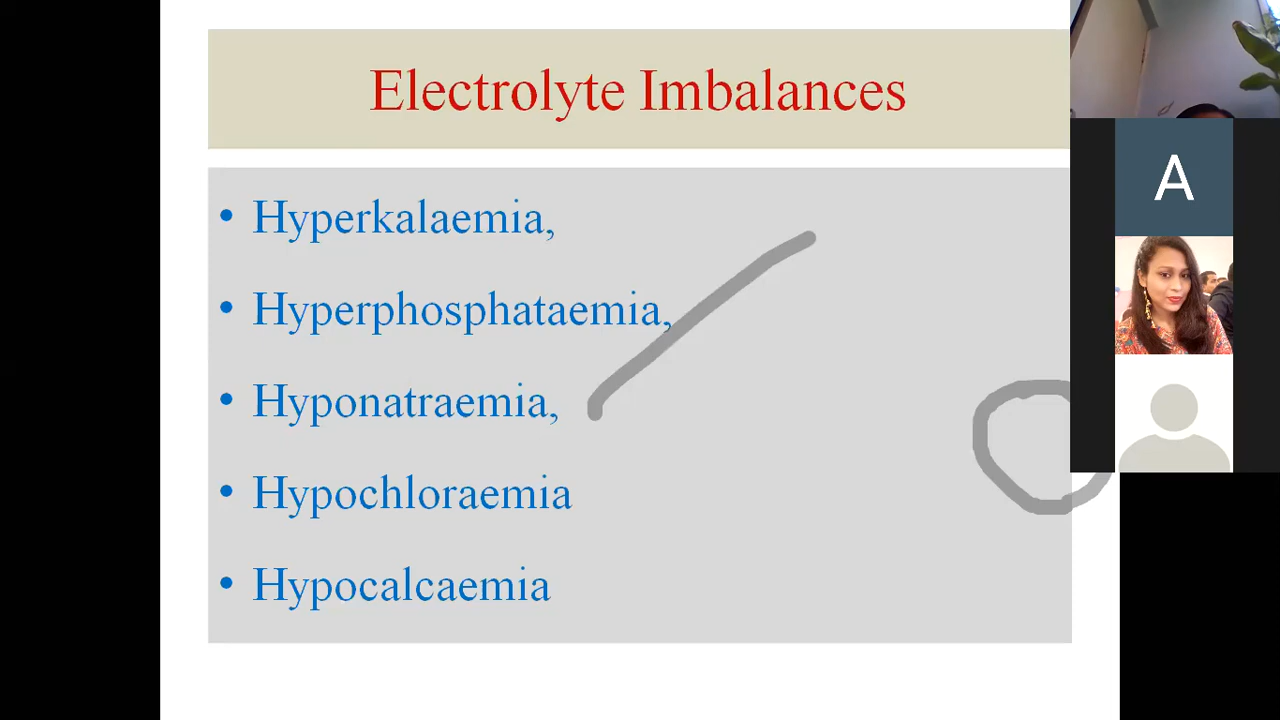 Electrolyte Imbalances
• Hyperkalaemia,
• Hyperphosphataemia,
• Hyponatraemia,
• Hypochloraemia
• Hypocalcaemia
A